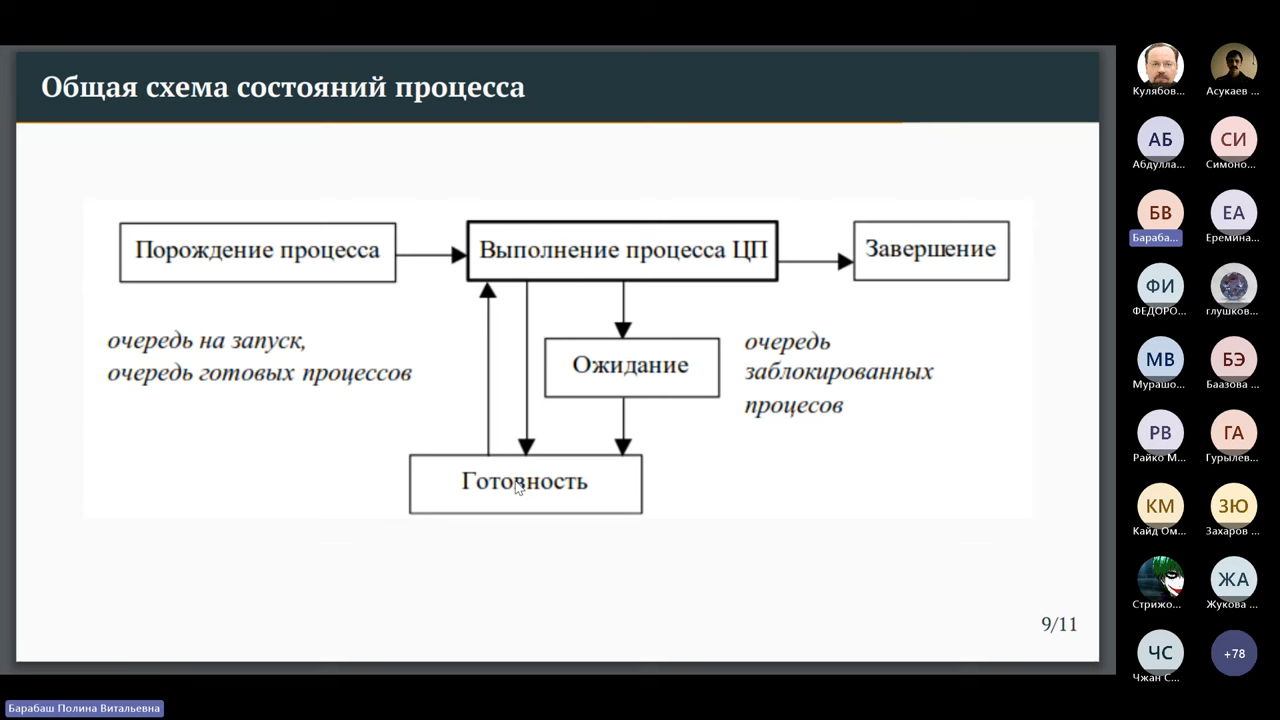 Общая схема состояний процесса
Порождение процесса
Выполнение процесса ЦП
Завершение
очередь на запуск,
очередь готовых процессов
Ожидание
очередь
заблокированных
процесов
Готовность
9/11
Кулябов...
Асукаев ...
АБ
СИ
Абдулла...
Симоно...
БВ
ЕА
Бараба...
Еремина...
ФИ
ФЕДОРО...
глушков...
МВ
БЭ
Мурашо...
Баазова ...
РВ
ГА
Райко М...
Гурылев...
КМ
ЗЮ
Кайд Ом...
Захаров ...
ЖА
Стрижо...
Жукова ...
ЧС
+78
Чжан С...
Барабаш Полина Витальевна